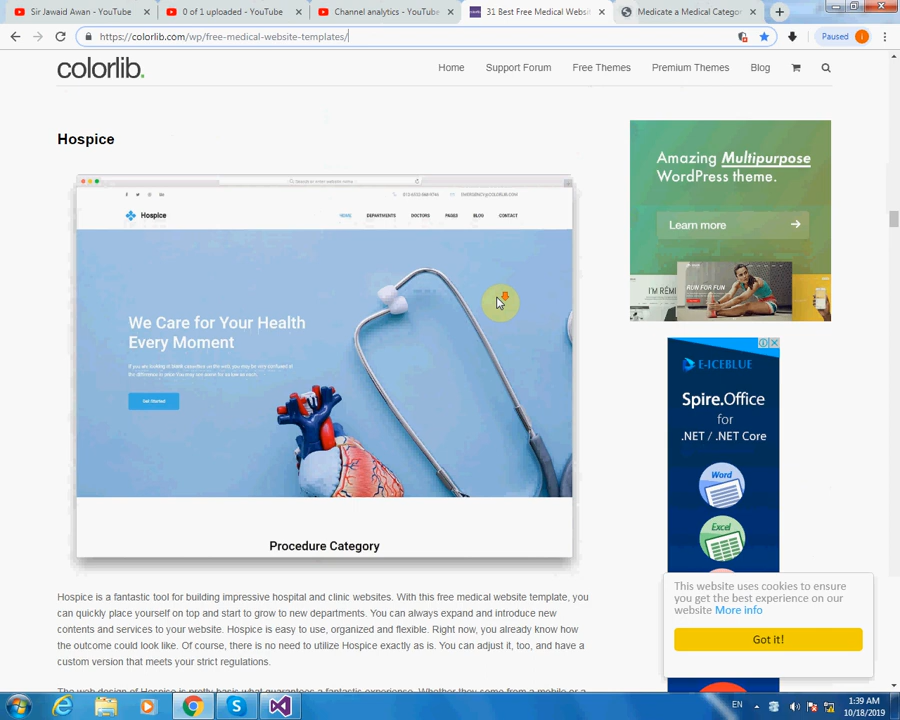 Sir Jawaid Awan - YouTube
0 of 1 uploaded - YouTube
Channel analytics - YouTube
31 Best Free Medical Websi
Medicate a Medical Categor
https://colorlib.com/wp/free-medical-website-templates/
Paused
colorlib.
Home
Support Forum
Free Themes
Premium Themes
Blog
Hospice
Hospice
HOME
DEPARTMENTS
DOCTORS
PAGES
BLOG
CONTACT
We Care for Your Health
Every Moment
Get Started
Procedure Category
Amazing Multipurpose
WordPress theme.
Learn more
I'M REMI
RUN FOR FUN
E-ICEBLUE
Spire.Office
for
.NET / .NET Core
Word
Excel
Hospice is a fantastic tool for building impressive hospital and clinic websites. With this free medical website template, you
can quickly place yourself on top and start to grow to new departments. You can always expand and introduce new
contents and services to your website. Hospice is easy to use, organized and flexible. Right now, you already know how
the outcome could look like. Of course, there is no need to utilize Hospice exactly as is. You can adjust it, too, and have a
custom version that meets your strict regulations.
This website uses cookies to ensure
you get the best experience on our
website More info
Got it!
EN
1:39 AM
10/18/2019